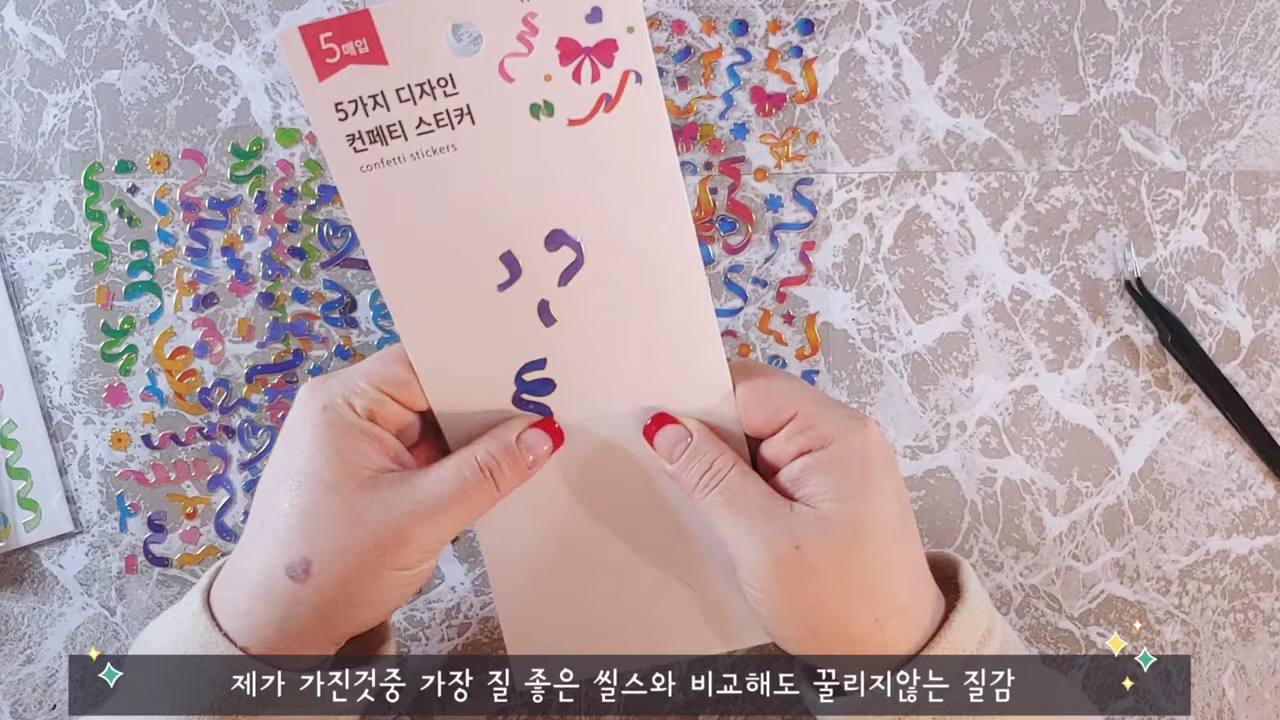 5매입
5가지 디자인
컨페티 스티커
confetti stickers
제가 가진것중 가장 질 좋은 씰스와 비교해도 꿀리지않는 질감